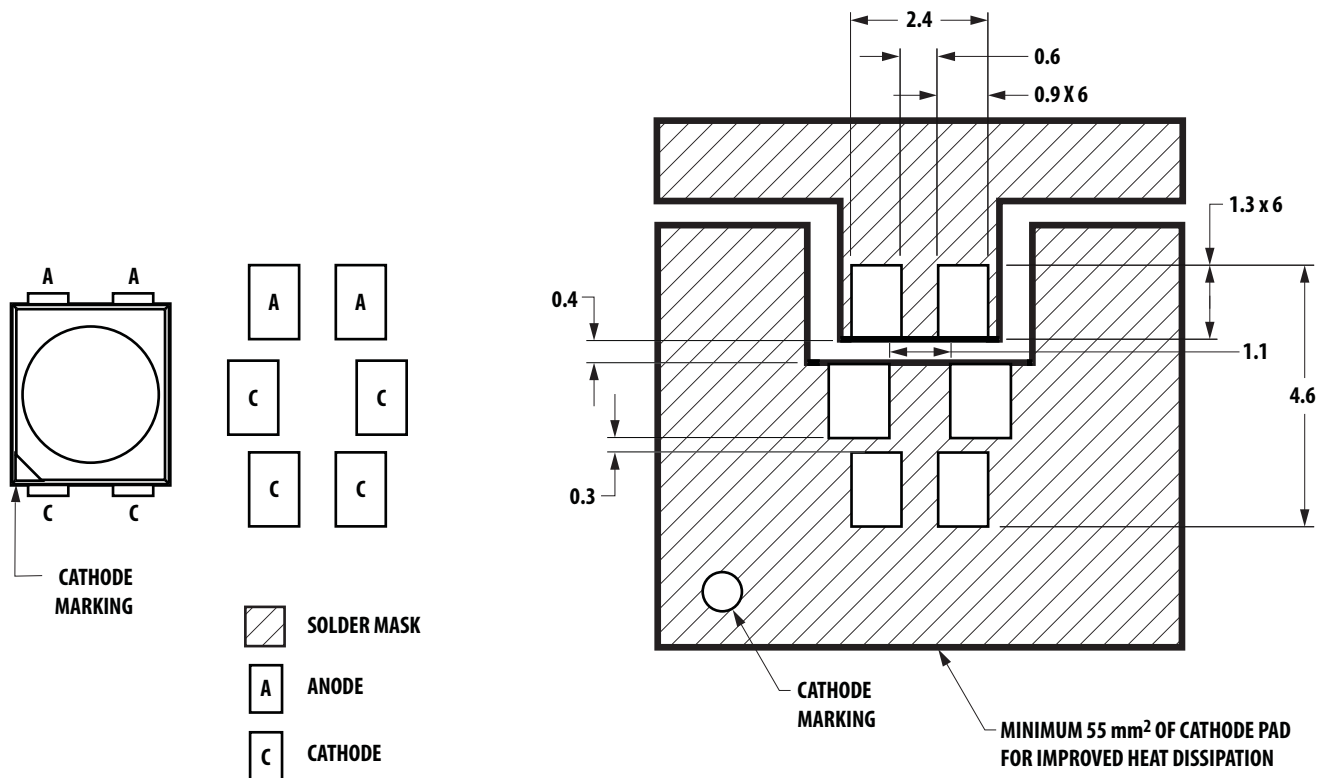 2.4
0.6
0.9 X 6
1.3 x 6
A A
A A
0.4
1.1
C C
4.6
C C
0.3
C C
CATHODE
MARKING
SOLDER MASK
A ANODE
C CATHODE
CATHODE
MARKING
MINIMUM 55 mm² OF CATHODE PAD
FOR IMPROVED HEAT DISSIPATION